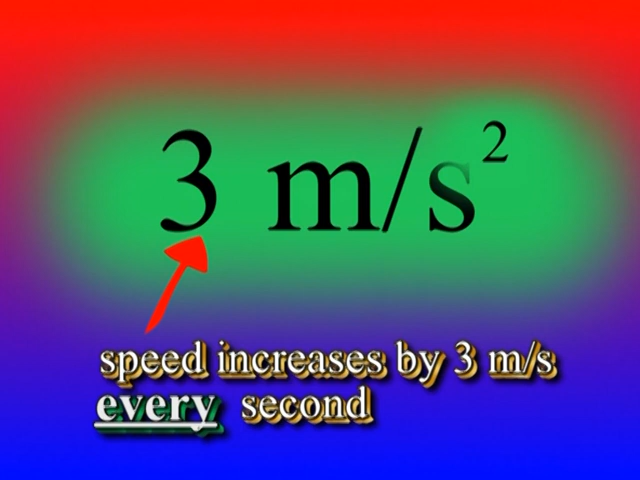 3 m/s²
speed increases by 3 m/s
every second